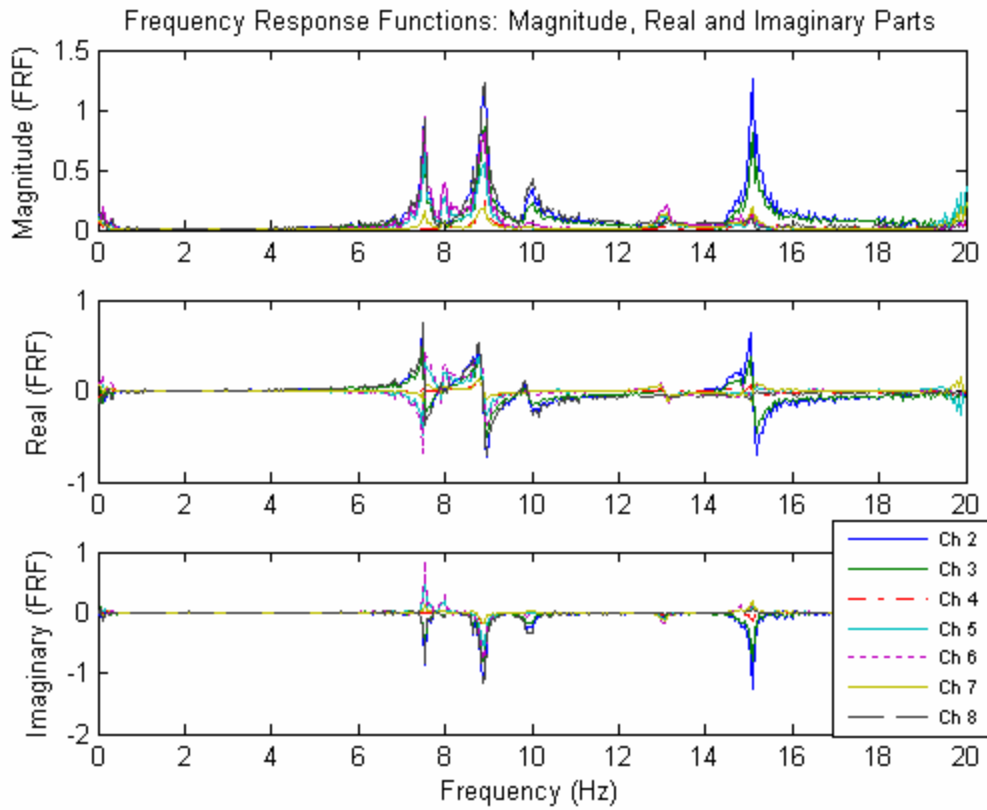 Frequency Response Functions: Magnitude, Real and Imaginary Parts
Magnitude (FRF)
1.5
1
0.5
0
0 2 4 6 8 10 12 14 16 18 20
Real (FRF)
1
0
-1
0 2 4 6 8 10 12 14 16 18 20
Imaginary (FRF)
1
0
-1
-2
0 2 4 6 8 10 12 14 16 18 20
Frequency (Hz)
Ch 2
Ch 3
Ch 4
Ch 5
Ch 6
Ch 7
Ch 8